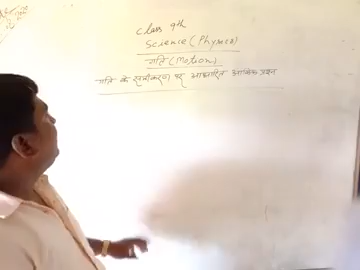 Class 9th
Science (Physics)
गति (Motion)
गति के समीकरण पर आधारित आंकिक प्रश्न